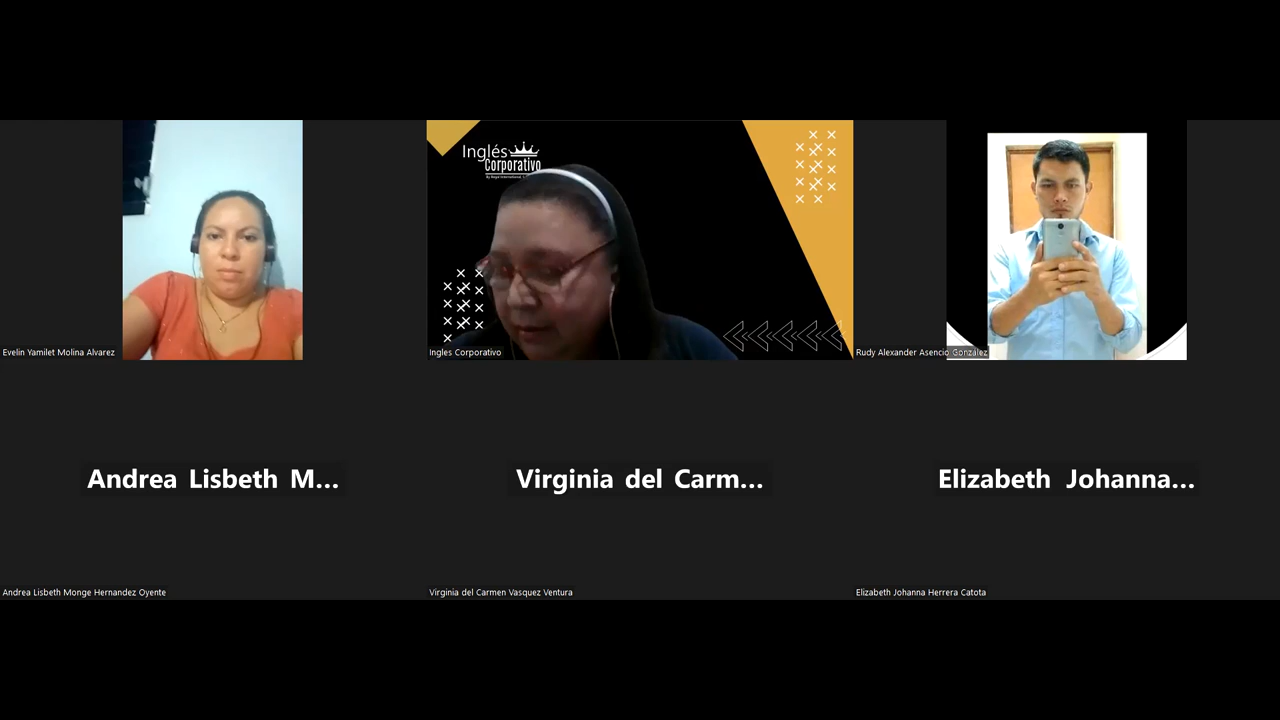 Inglés
Corporativo
Evelin Yamilet Molina Alvarez
Ingles Corporativo
Rudy Alexander Asencio González
Andrea Lisbeth M...
Virginia del Carm...
Elizabeth Johanna...
Andrea Lisbeth Monge Hernandez Oyente
Virginia del Carmen Vasquez Ventura
Elizabeth Johanna Herrera Catota